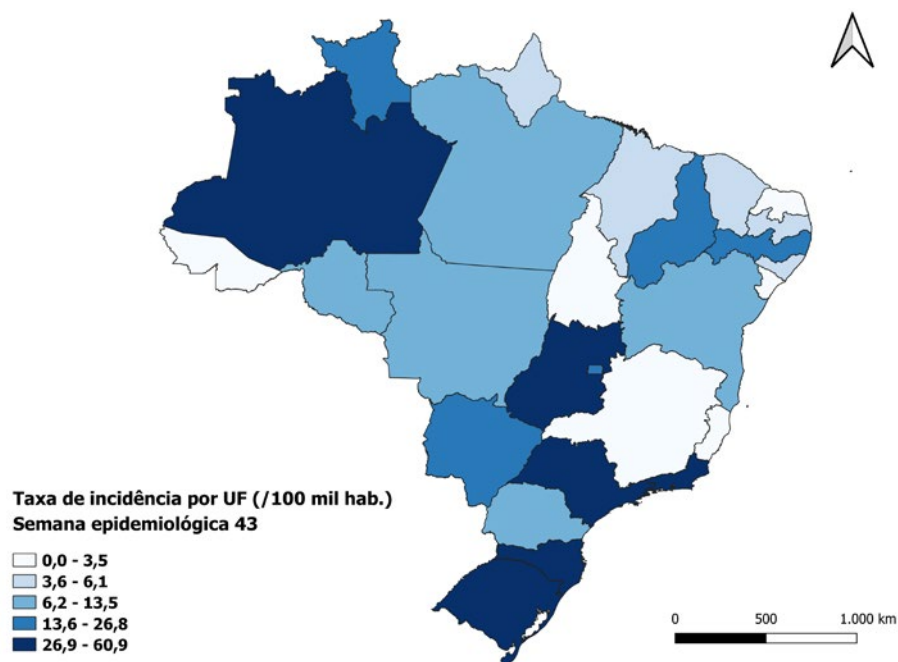 Taxa de incidência por UF (/100 mil hab.)
Semana epidemiológica 43
0,0 - 3,5
3,6 - 6,1
6,2 - 13,5
13,6 - 26,8
26,9 - 60,9
0 500 1.000 km